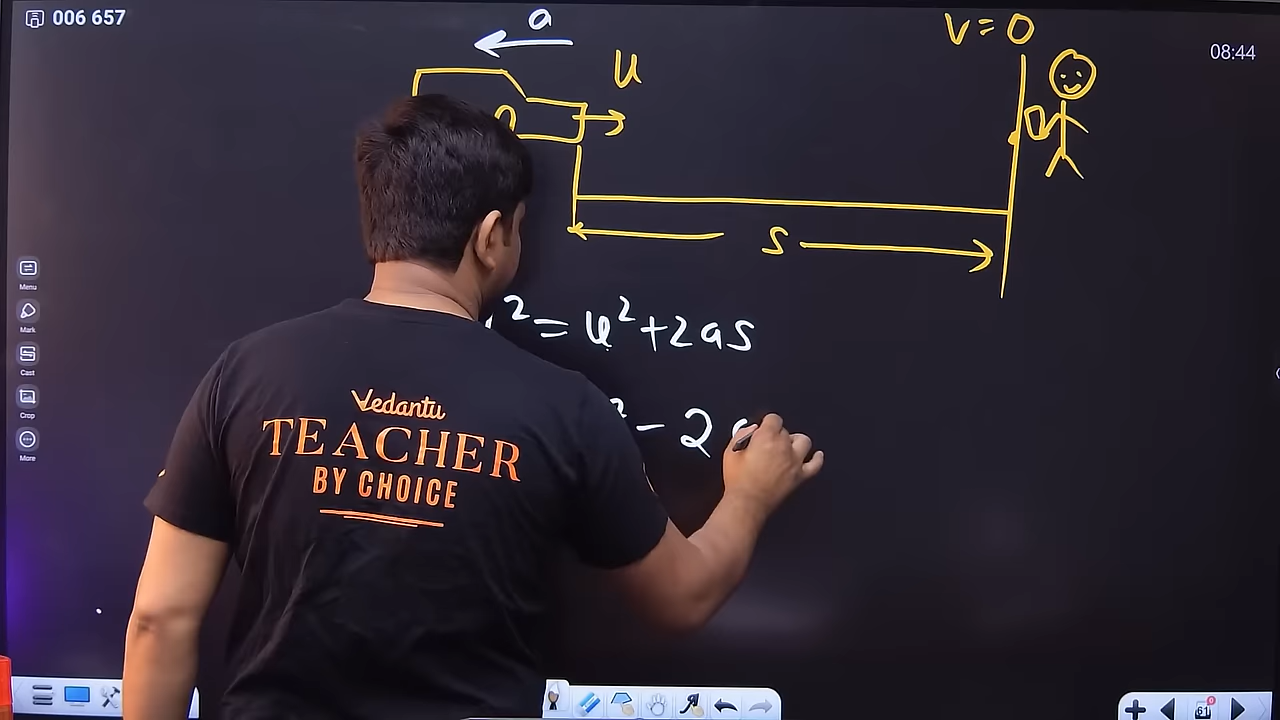 006 657
a
V=0
08:44
u
s
² = u² + 2as
² - 2
Vedantu
TEACHER
BY CHOICE
Menu
Mark
Cast
Crop
More
61